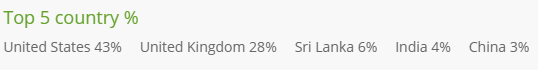 Top 5 country %
United States 43% United Kingdom 28% Sri Lanka 6% India 4% China 3%